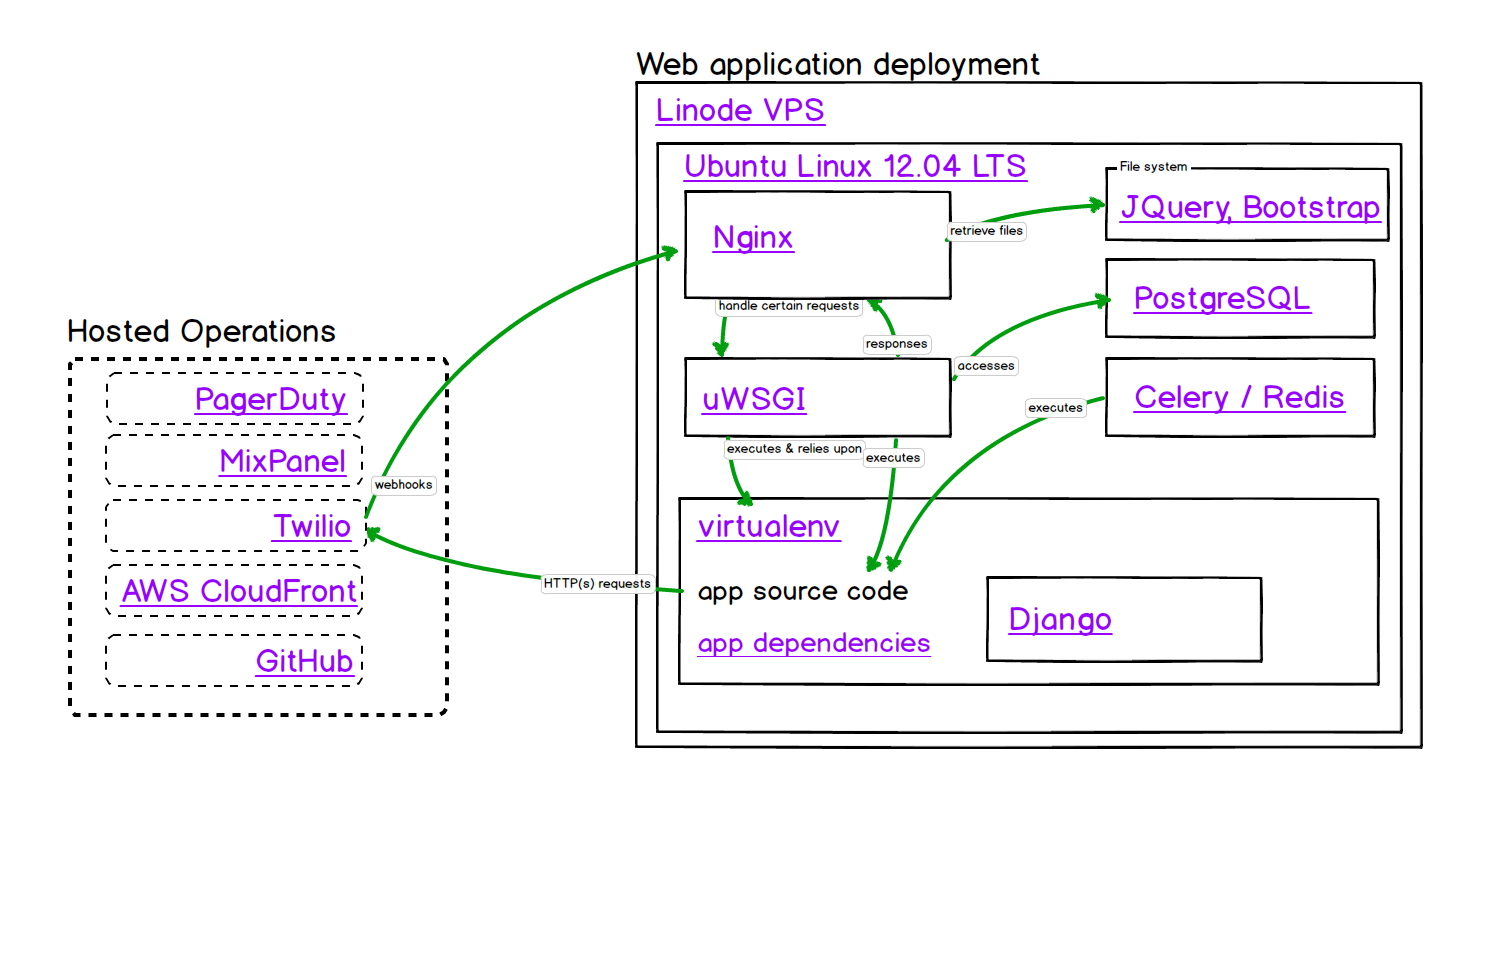 Web application deployment
Linode VPS
Ubuntu Linux 12.04 LTS
File system
JQuery, Bootstrap
Nginx
retrieve files
PostgreSQL
handle certain requests
responses
accesses
uWSGI
Celery / Redis
executes
executes & relies upon
executes
virtualenv
app source code
app dependencies
Django
Hosted Operations
PagerDuty
MixPanel
webhooks
Twilio
HTTP(s) requests
AWS CloudFront
GitHub